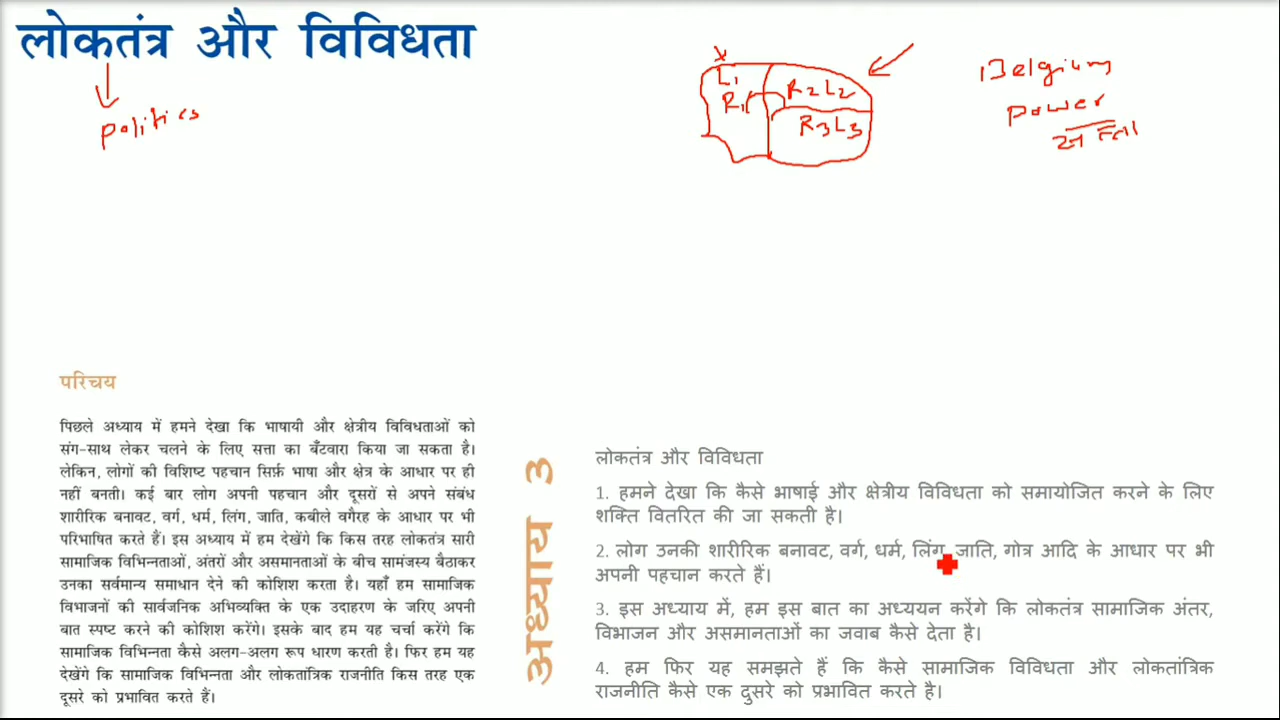 लोकतंत्र और विविधता
politics
L1
R1
R2 L2
R3 L3
Belgium
Power
सत्ता
परिचय
पिछले अध्याय में हमने देखा कि भाषायी और क्षेत्रीय विविधताओं को
संग-साथ लेकर चलने के लिए सत्ता का बँटवारा किया जा सकता है।
लेकिन, लोगों की विशिष्ट पहचान सिर्फ़ भाषा और क्षेत्र के आधार पर ही
नहीं बनती। कई बार लोग अपनी पहचान और दूसरों से अपने संबंध
शारीरिक बनावट, वर्ग, धर्म, लिंग, जाति, कबीले वगैरह के आधार पर भी
परिभाषित करते हैं। इस अध्याय में हम देखेंगे कि किस तरह लोकतंत्र सारी
सामाजिक विभिन्नताओं, अंतरों और असमानताओं के बीच सामंजस्य बैठाकर
उनका सर्वमान्य समाधान देने की कोशिश करता है। यहाँ हम सामाजिक
विभाजनों की सार्वजनिक अभिव्यक्ति के एक उदाहरण के जरिए अपनी
बात स्पष्ट करने की कोशिश करेंगे। इसके बाद हम यह चर्चा करेंगे कि
सामाजिक विभिन्नता कैसे अलग-अलग रूप धारण करती है। फिर हम यह
देखेंगे कि सामाजिक विभिन्नता और लोकतांत्रिक राजनीति किस तरह एक
दूसरे को प्रभावित करते हैं।
अध्याय 3
लोकतंत्र और विविधता
1. हमने देखा कि कैसे भाषाई और क्षेत्रीय विविधता को समायोजित करने के लिए
शक्ति वितरित की जा सकती है।
2. लोग उनकी शारीरिक बनावट, वर्ग, धर्म, लिंग, जाति, गोत्र आदि के आधार पर भी
अपनी पहचान करते हैं।
3. इस अध्याय में, हम इस बात का अध्ययन करेंगे कि लोकतंत्र सामाजिक अंतर,
विभाजन और असमानताओं का जवाब कैसे देता है।
4. हम फिर यह समझते हैं कि कैसे सामाजिक विविधता और लोकतांत्रिक
राजनीति कैसे एक दुसरे को प्रभावित करते है।